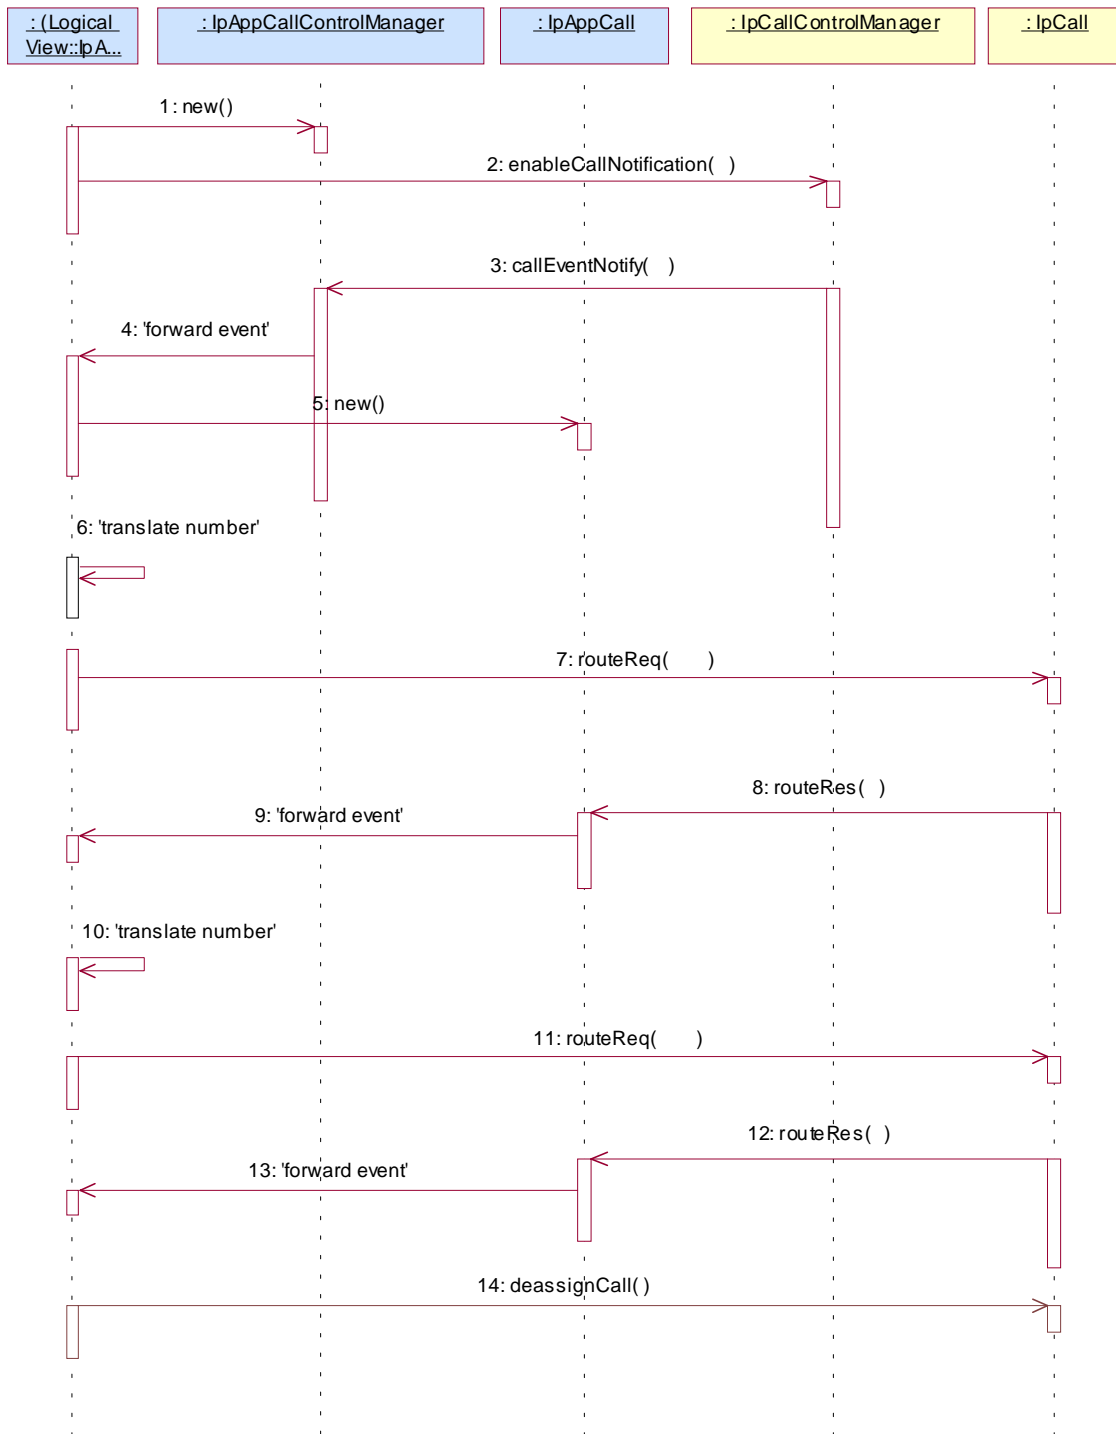 : (Logical
View::IpA...
: IpAppCallControlManager
: IpAppCall
: IpCallControlManager
: IpCall
1: new()
2: enableCallNotification( )
3: callEventNotify( )
4: 'forward event'
5: new()
6: 'translate number'
7: routeReq( )
8: routeRes( )
9: 'forward event'
10: 'translate number'
11: routeReq( )
12: routeRes( )
13: 'forward event'
14: deassignCall( )